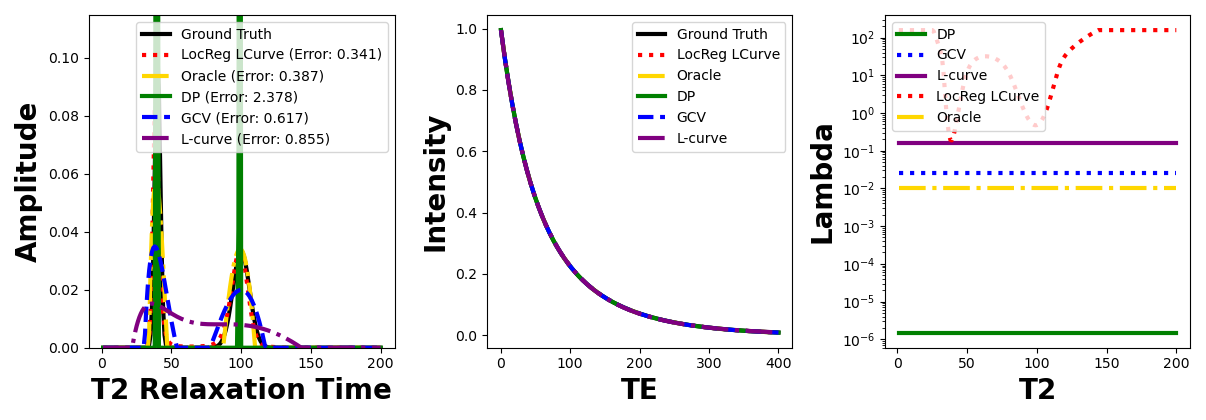 Amplitude
0.10
0.08
0.06
0.04
0.02
0.00
Ground Truth
LocReg LCurve (Error: 0.341)
Oracle (Error: 0.387)
DP (Error: 2.378)
GCV (Error: 0.617)
L-curve (Error: 0.855)
0 50 100 150 200
T2 Relaxation Time
Intensity
1.0
0.8
0.6
0.4
0.2
0.0
Ground Truth
LocReg LCurve
Oracle
DP
GCV
L-curve
0 100 200 300 400
TE
Lambda
10²
10¹
10⁰
10⁻¹
10⁻²
10⁻³
10⁻⁴
10⁻⁵
10⁻⁶
DP
GCV
L-curve
LocReg LCurve
Oracle
0 50 100 150 200
T2